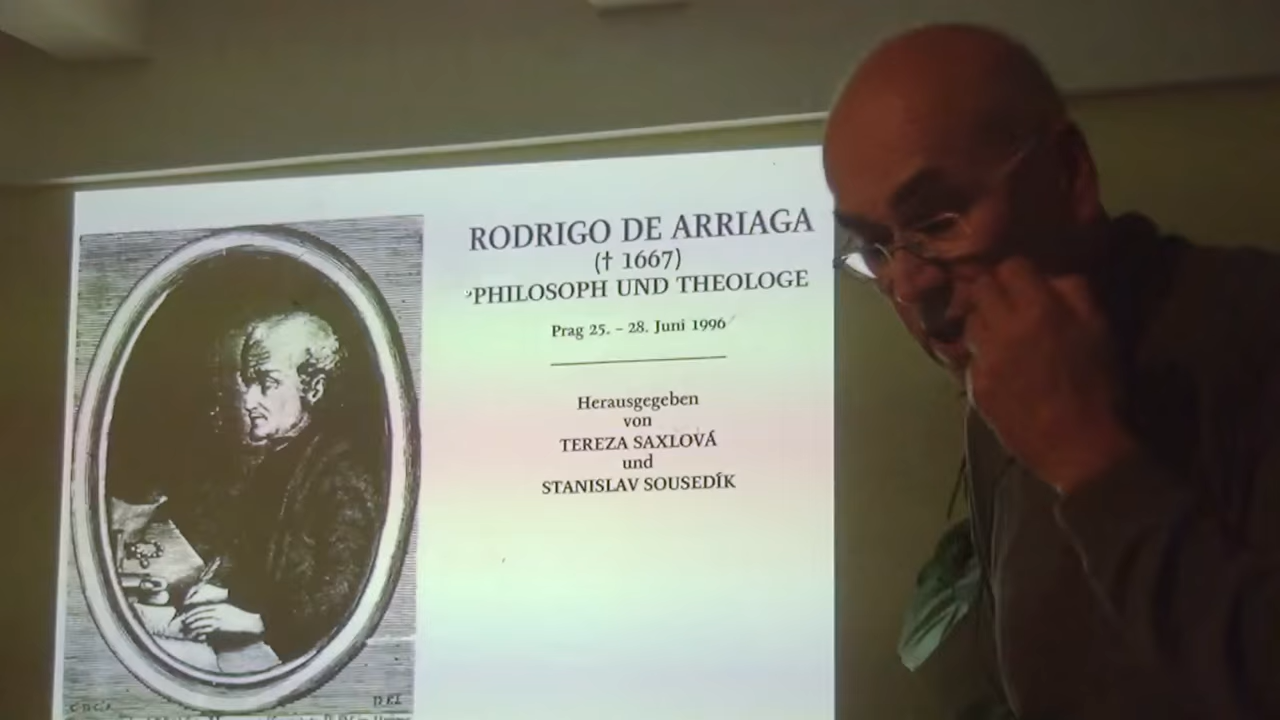 RODRIGO DE ARRIAGA
(† 1667)
PHILOSOPH UND THEOLOGE
Prag 25. – 28. Juni 1996
Herausgegeben
von
TEREZA SAXLOVÁ
und
STANISLAV SOUSEDÍK